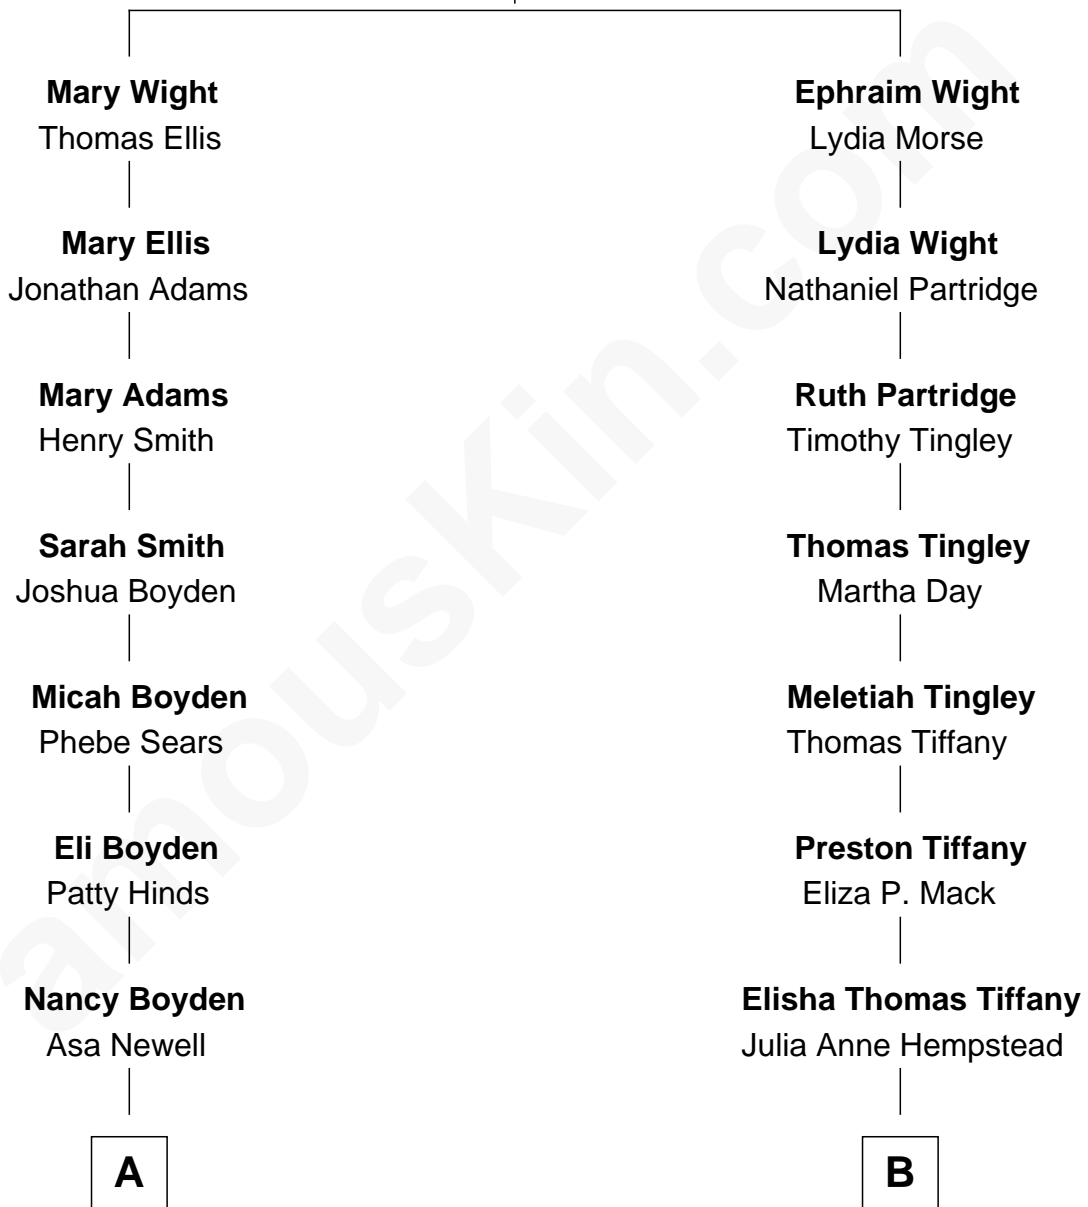 Mary Wight
Thomas Ellis
Ephraim Wight
Lydia Morse
Mary Ellis
Jonathan Adams
Lydia Wight
Nathaniel Partridge
Mary Adams
Henry Smith
Ruth Partridge
Timothy Tingley
Sarah Smith
Joshua Boyden
Thomas Tingley
Martha Day
Micah Boyden
Phebe Sears
Meletiah Tingley
Thomas Tiffany
Eli Boyden
Patty Hinds
Preston Tiffany
Eliza P. Mack
Nancy Boyden
Asa Newell
Elisha Thomas Tiffany
Julia Anne Hempstead
A
B
amouskin.com